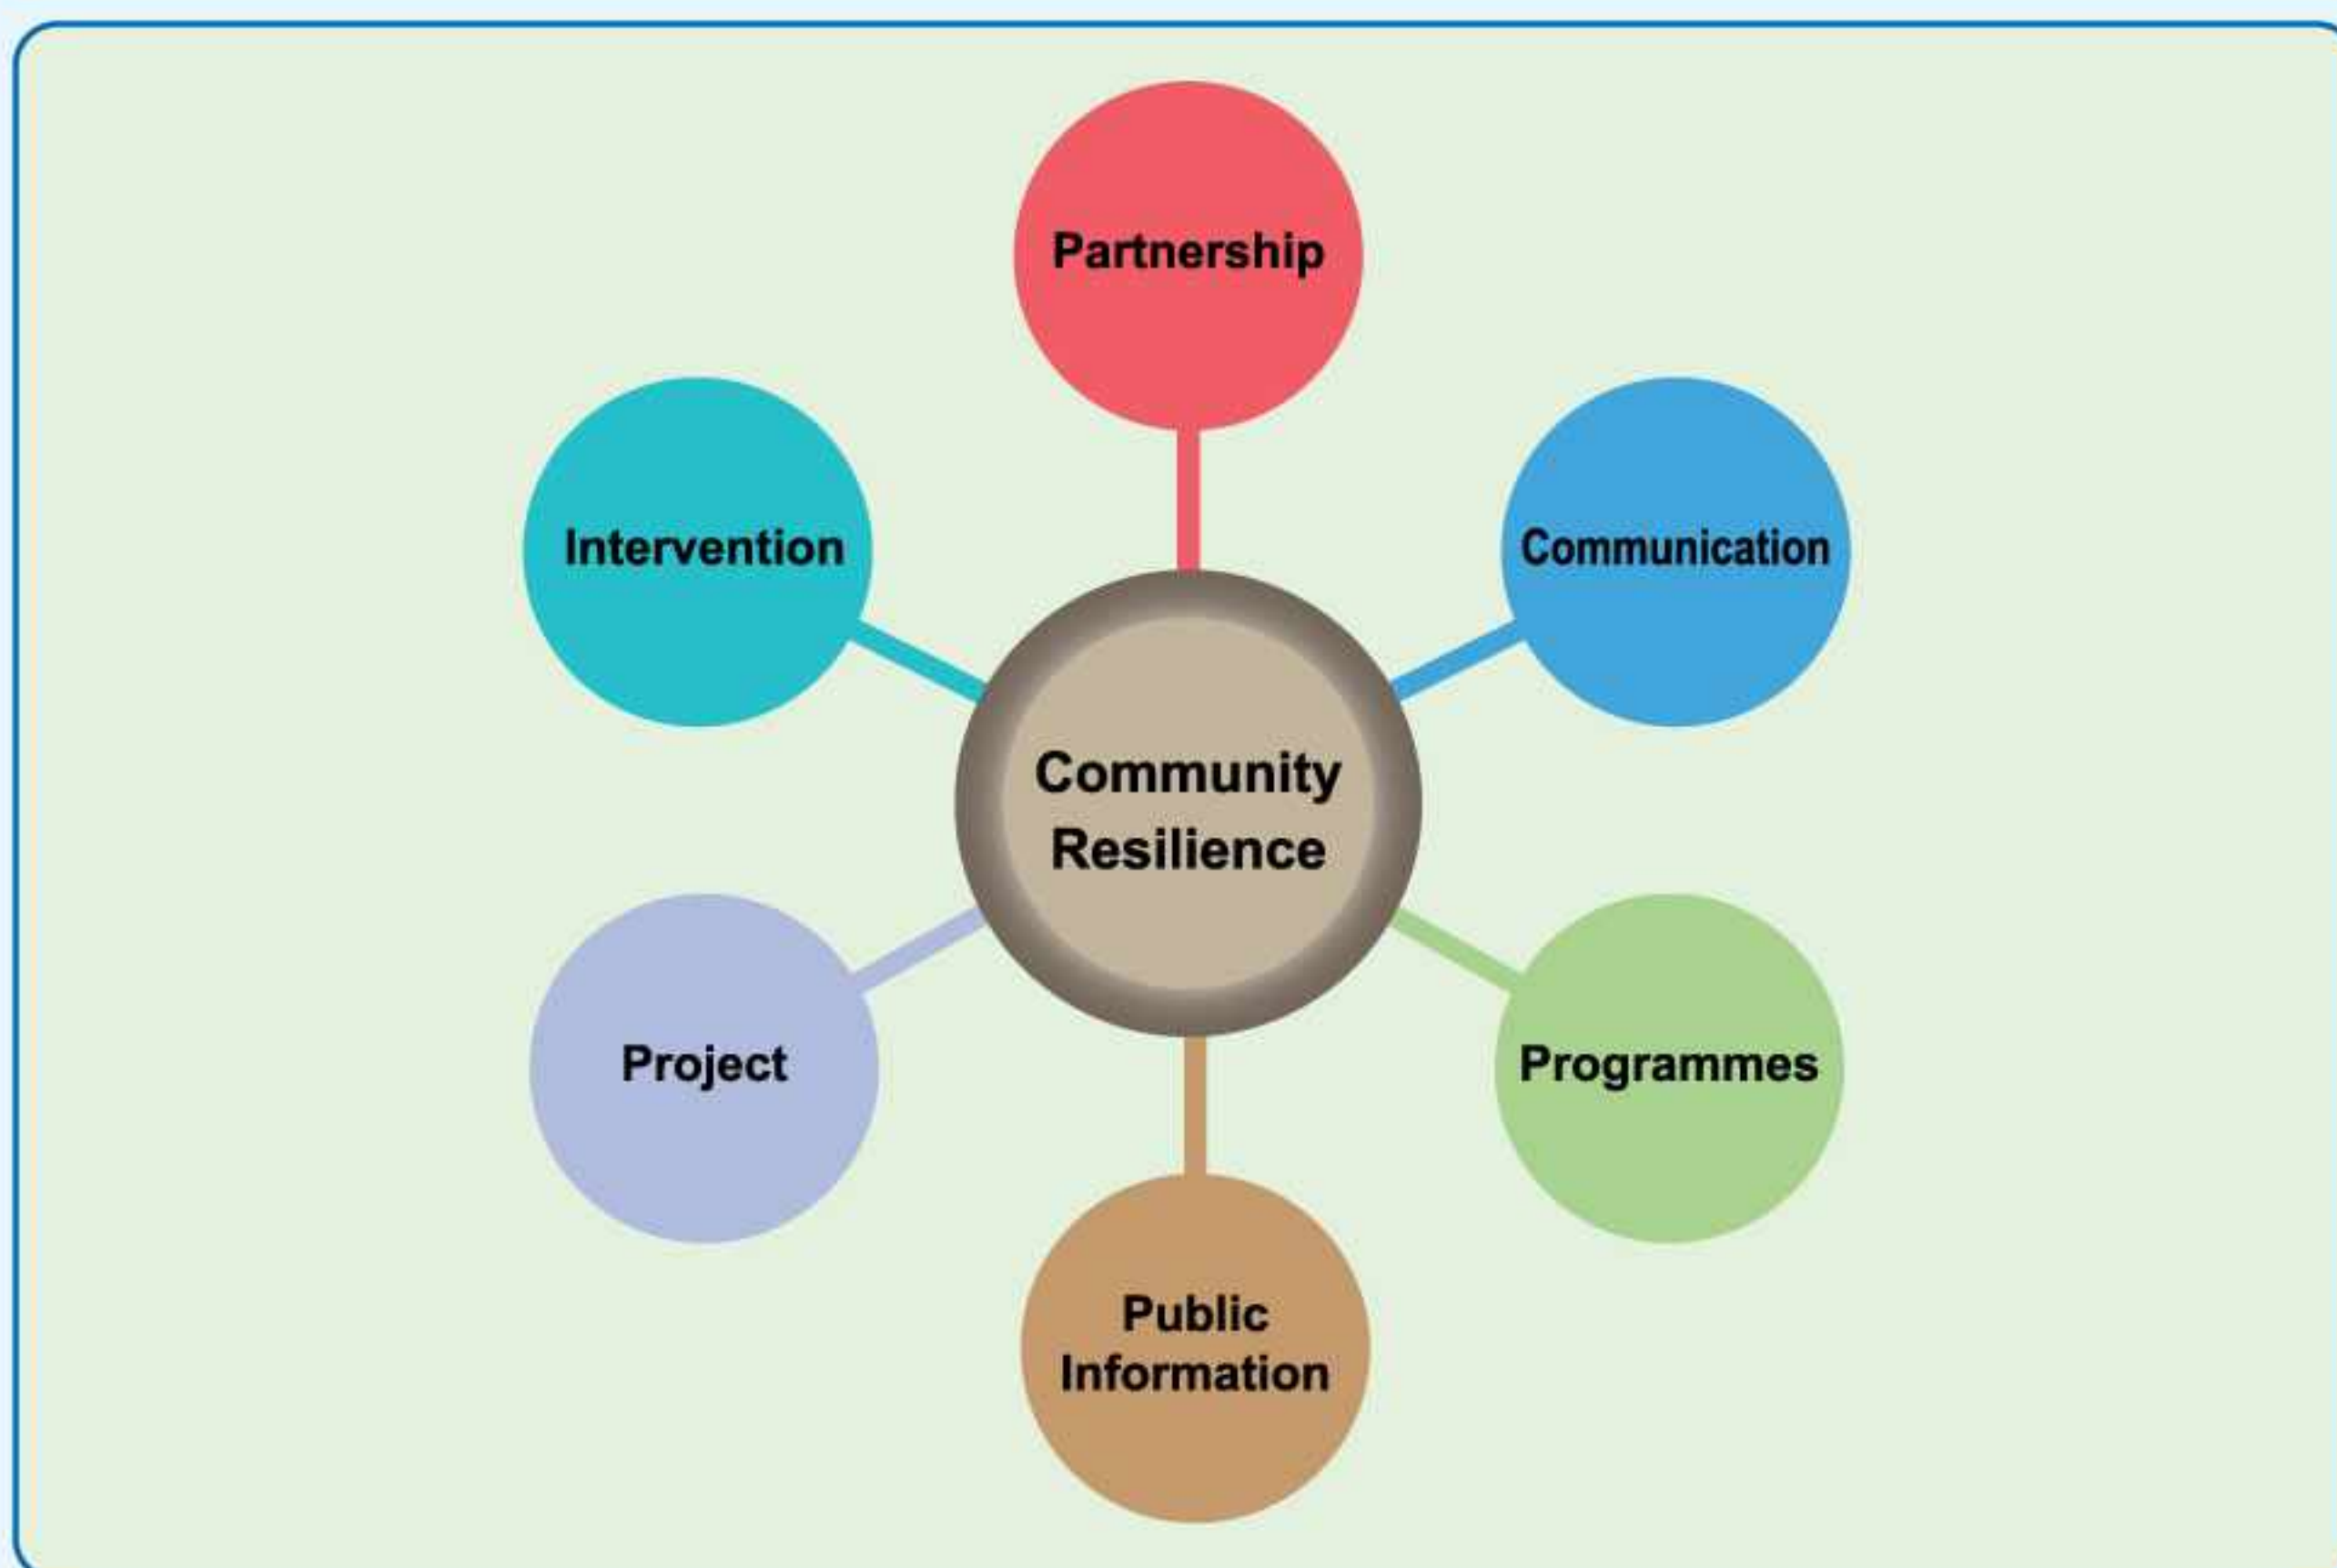 Partnership
Intervention
Communication
Community
Resilience
Project
Programmes
Public
Information